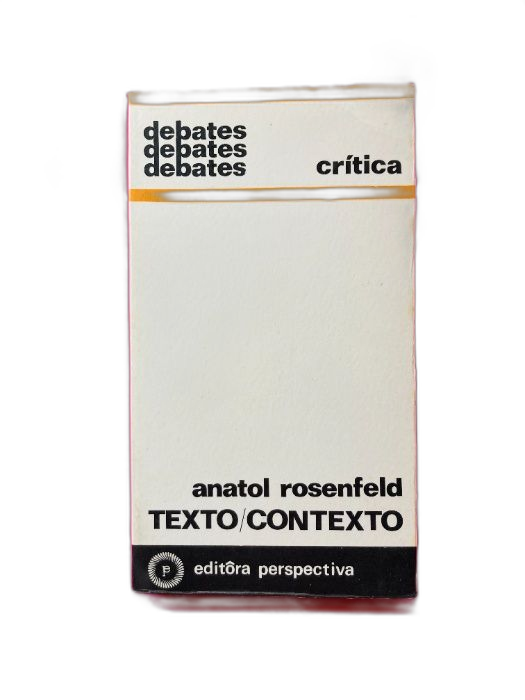 debates
debates
debates
crítica
anatol rosenfeld
TEXTO/CONTEXTO
editôra perspectiva